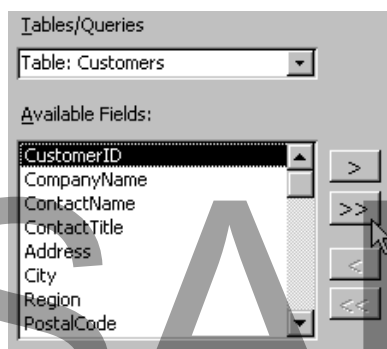 Tables/Queries
Table: Customers
Available Fields:
CustomerID
CompanyName
ContactName
ContactTitle
Address
City
Region
PostalCode
>
>>
<
<<